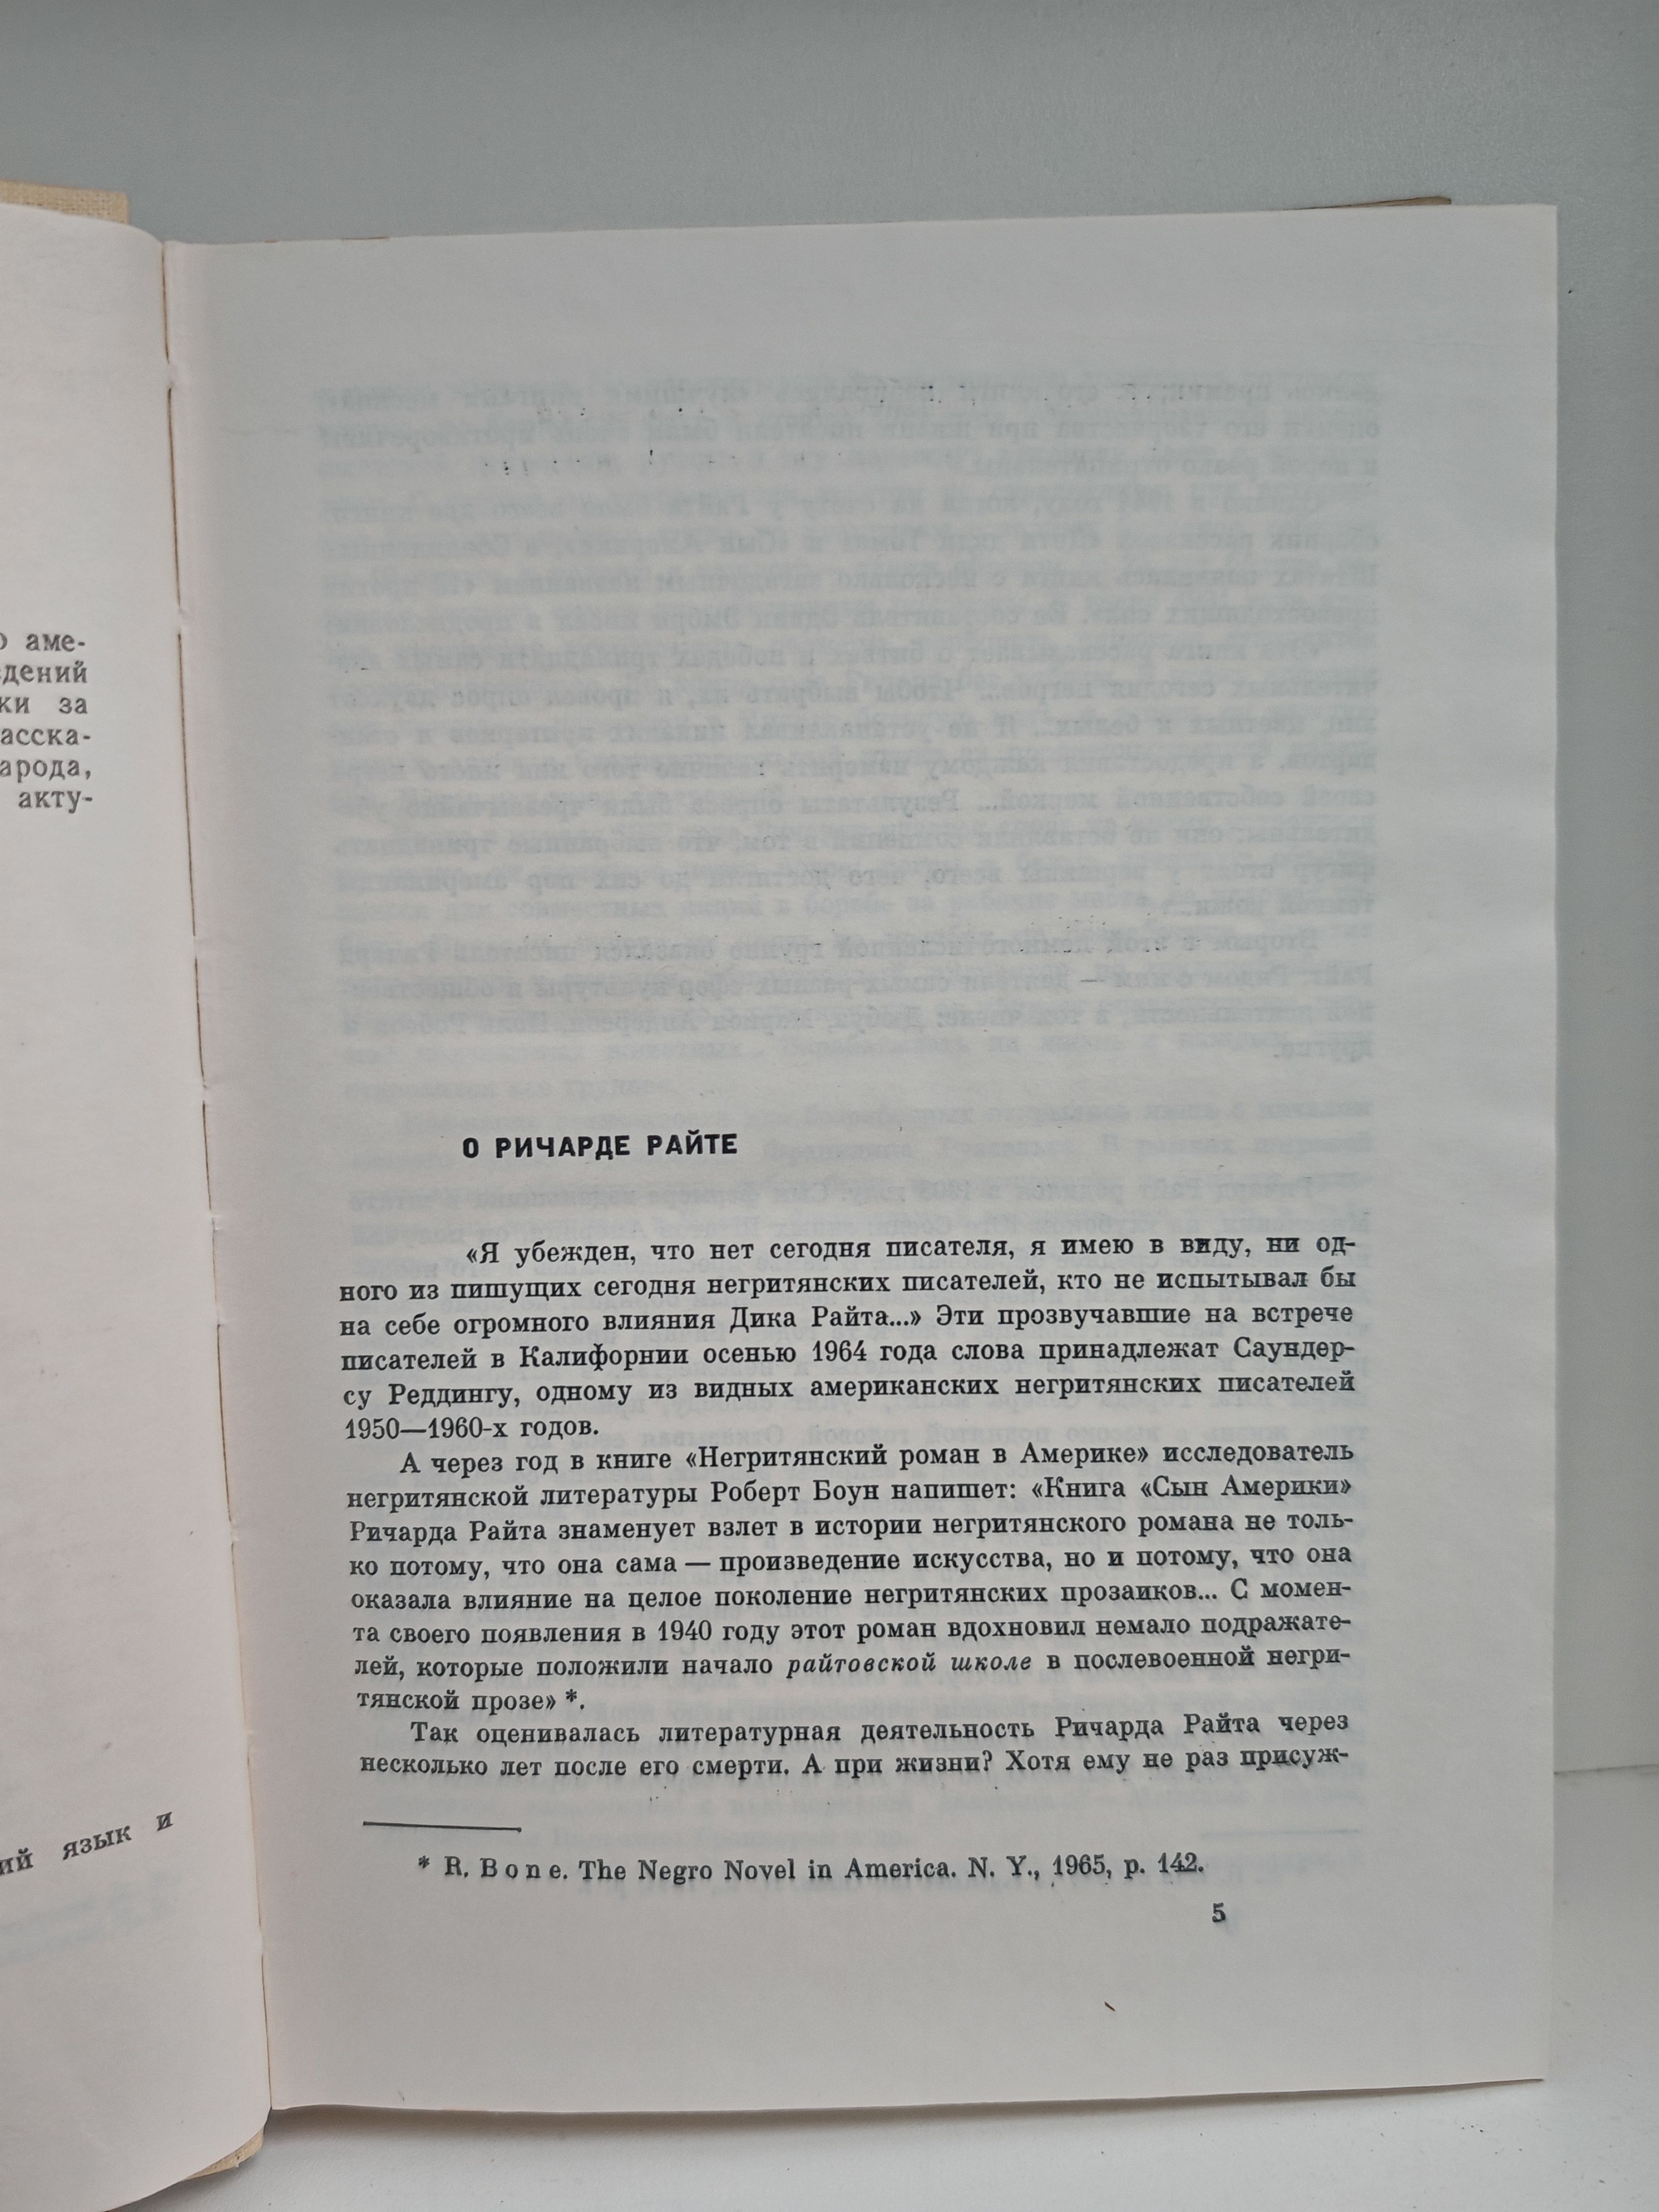 аме-
дений
ки за
асска-
арода,
акту-
ий язык и
О РИЧАРДЕ РАЙТЕ
«Я убежден, что нет сегодня писателя, я имею в виду, ни од-
ного из пишущих сегодня негритянских писателей, кто не испытывал бы
на себе огромного влияния Дика Райта...» Эти прозвучавшие на встрече
писателей в Калифорнии осенью 1964 года слова принадлежат Саундер-
су Реддингу, одному из видных американских негритянских писателей
1950—1960-х годов.
А через год в книге «Негритянский роман в Америке» исследователь
негритянской литературы Роберт Боун напишет: «Книга «Сын Америки»
Ричарда Райта знаменует взлет в истории негритянского романа не толь-
ко потому, что она сама — произведение искусства, но и потому, что она
оказала влияние на целое поколение негритянских прозаиков... С момен-
та своего появления в 1940 году этот роман вдохновил немало подражате-
лей, которые положили начало райтовской школе в послевоенной негри-
тянской прозе» *.
Так оценивалась литературная деятельность Ричарда Райта через
несколько лет после его смерти. А при жизни? Хотя ему не раз присуж-
* R. Bone. The Negro Novel in America. N. Y., 1965, p. 142.
5